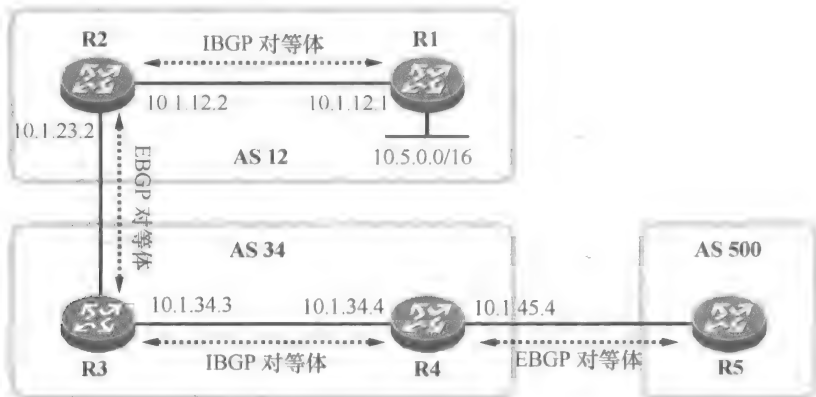 R2
IBGP 对等体
R1
10 1.12.2
10.1.12.1
10.1.23.2
EBGP 对等体
AS 12
10.5.0.0/16
AS 34
AS 500
10.1.34.3
10.1.34.4
10.1.45.4
R3
IBGP 对等体
R4
EBGP 对等体
R5